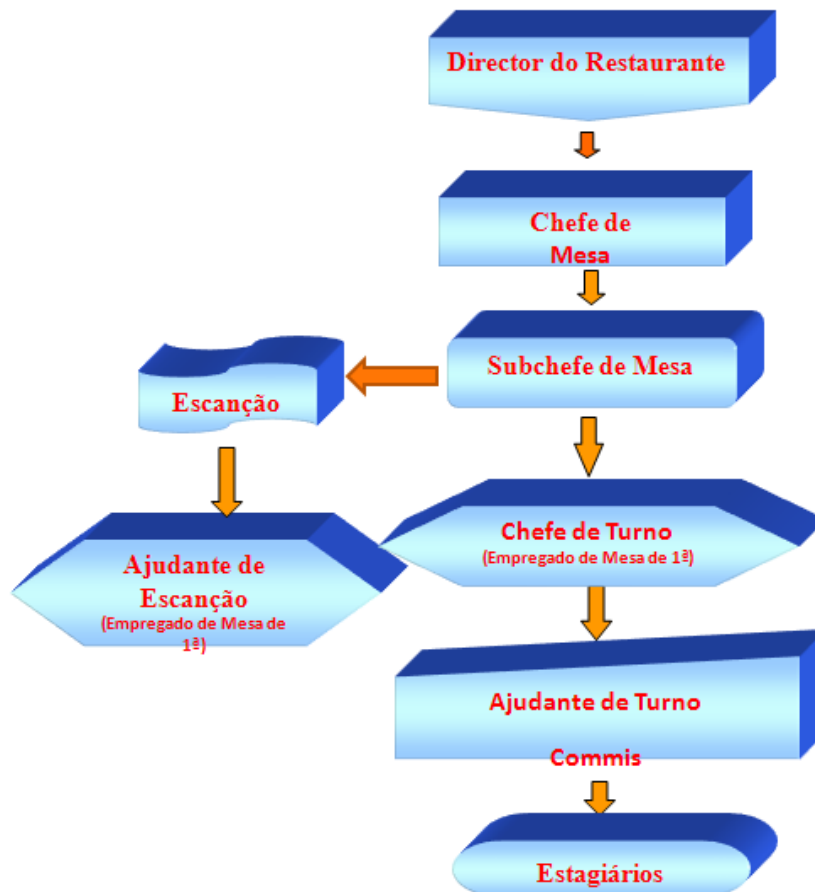 Director do Restaurante
Chefe de
Mesa
Subchefe de Mesa
Escanção
Chefe de Turno
(Empregado de Mesa de 1ª)
Ajudante de
Escanção
(Empregado de Mesa de
1ª)
Ajudante de Turno
Commis
Estagiários